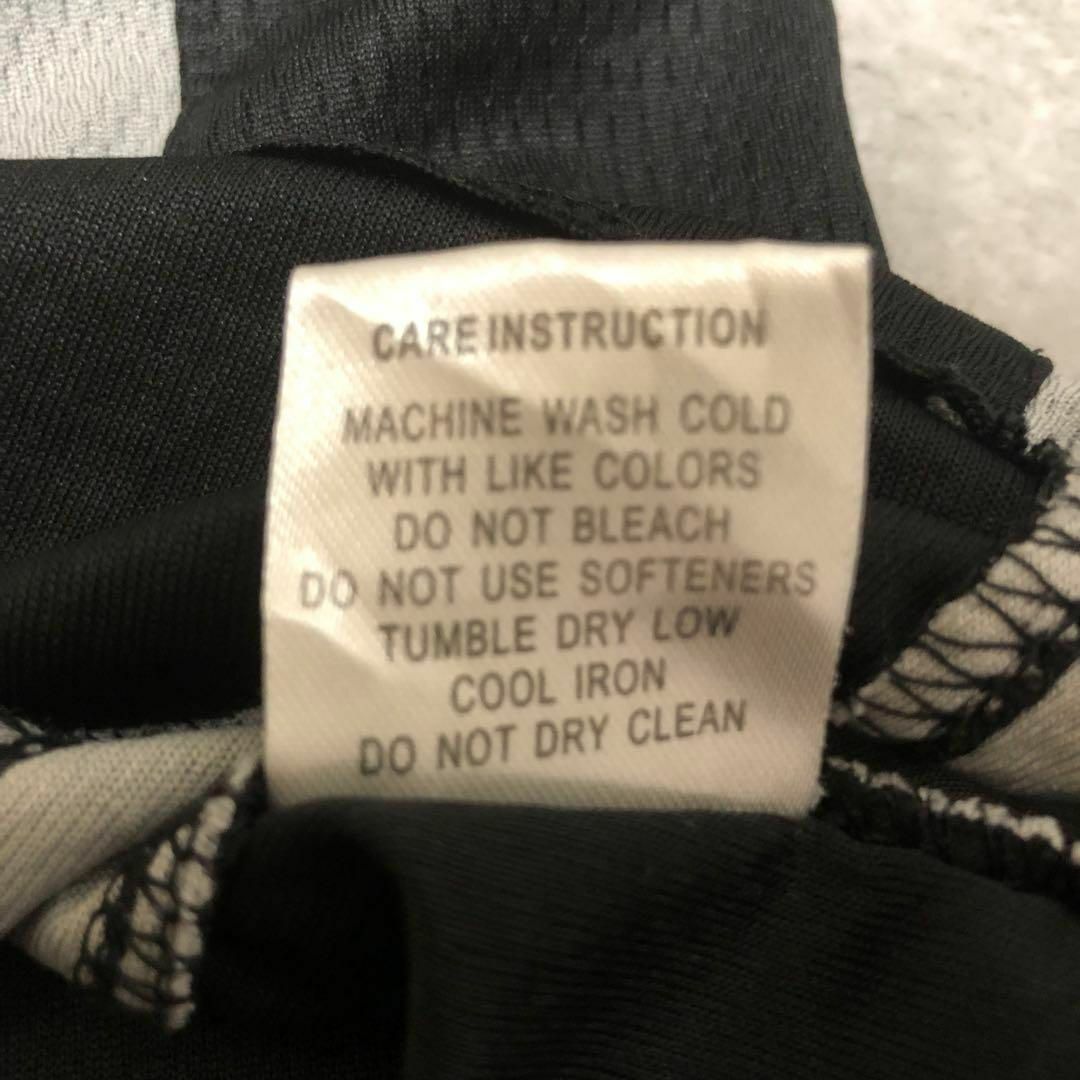 CARE INSTRUCTION
MACHINE WASH COLD
WITH LIKE COLORS
DO NOT BLEACH
DO NOT USE SOFTENERS
TUMBLE DRY LOW
COOL IRON
DO NOT DRY CLEAN